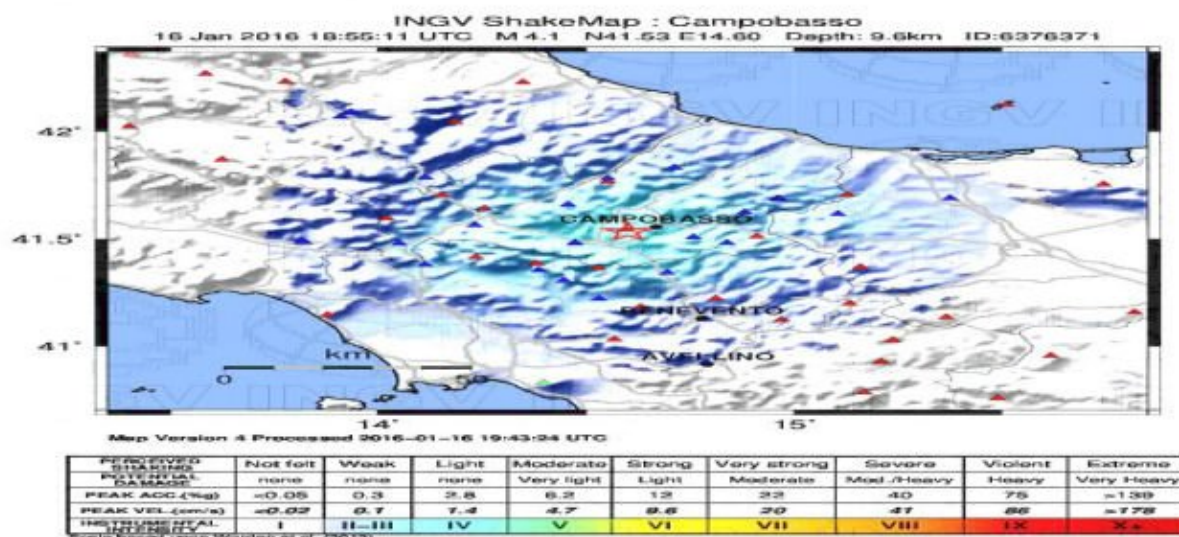 INGV ShakeMap : Campobasso
16 Jan 2016 18:55:11 UTC M 4.1 N41.53 E14.60 Depth: 9.6km ID:6376371
INGV INGV
42°
CAMPOBASSO
41.5°
BENEVENTO
41°
AVELLINO
km
0
14°
15°
Map Version 4 Processed 2016-01-16 19:43:24 UTC
PERCEIVED SHAKING Not felt Weak Light Moderate Strong Very strong Severe Violent Extreme
POTENTIAL DAMAGE none none none Very light Light Moderate Mod./Heavy Heavy Very Heavy
PEAK ACC.(%g) <0.05 0.3 2.8 6.2 12 22 40 75 >139
PEAK VEL.(cm/s) <0.02 0.1 1.4 4.7 9.6 20 41 86 >178
INSTRUMENTAL INTENSITY I II-III IV V VI VII VIII IX X+